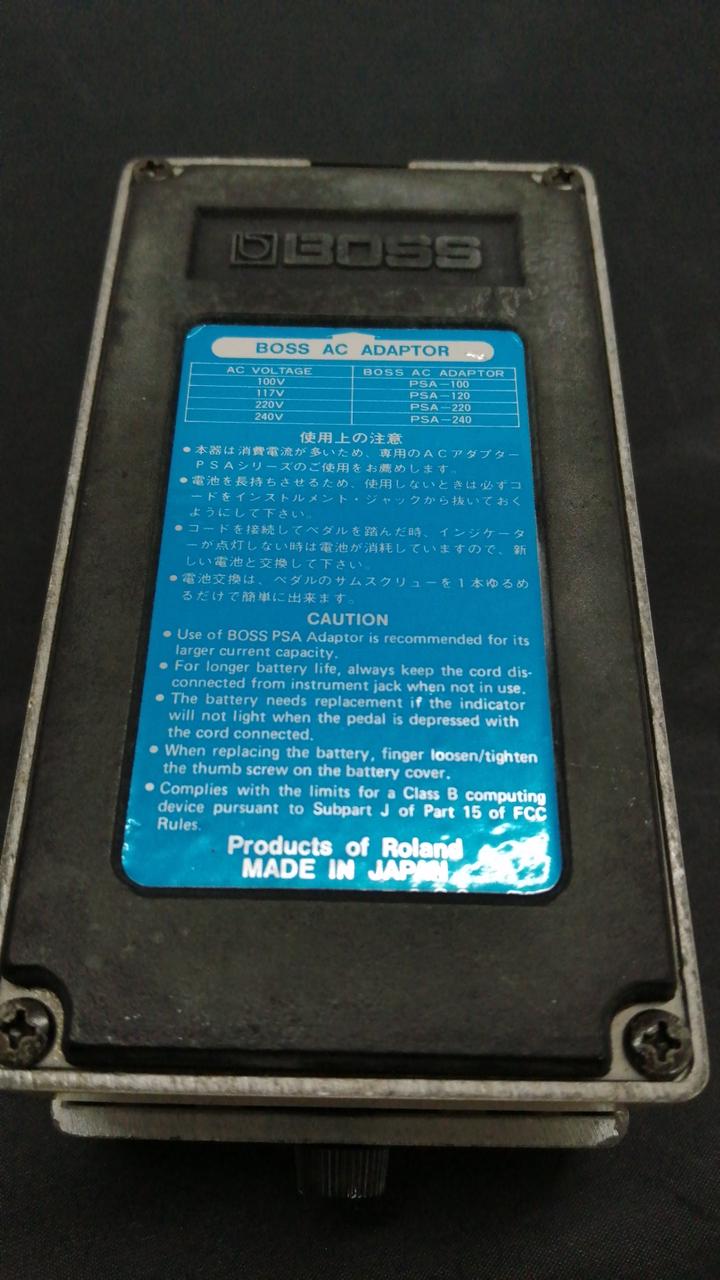 BOSS
BOSS AC ADAPTOR
AC VOLTAGE BOSS AC ADAPTOR
100V PSA-100
117V PSA-120
220V PSA-220
240V PSA-240
使用上の注意
●本器は消費電流が多いため、専用のACアダプター
PSAシリーズのご使用をお薦めします。
●電池を長持ちさせるため、使用しないときは必ずコ
ードをインストルメント・ジャックから抜いておく
ようにして下さい。
●コードを接続してペダルを踏んだ時、インジケータ
ーが点灯しない時は電池が消耗していますので、新
しい電池と交換して下さい。
●電池交換は、ペダルのサムスクリューを1本ゆるめ
るだけで簡単に出来ます。
CAUTION
● Use of BOSS PSA Adaptor is recommended for its
larger current capacity.
● For longer battery life, always keep the cord dis-
connected from instrument jack when not in use.
● The battery needs replacement if the indicator
will not light when the pedal is depressed with
the cord connected.
● When replacing the battery, finger loosen/tighten
the thumb screw on the battery cover.
● Complies with the limits for a Class B computing
device pursuant to Subpart J of Part 15 of FCC
Rules.
Products of Roland
MADE IN JAPAN